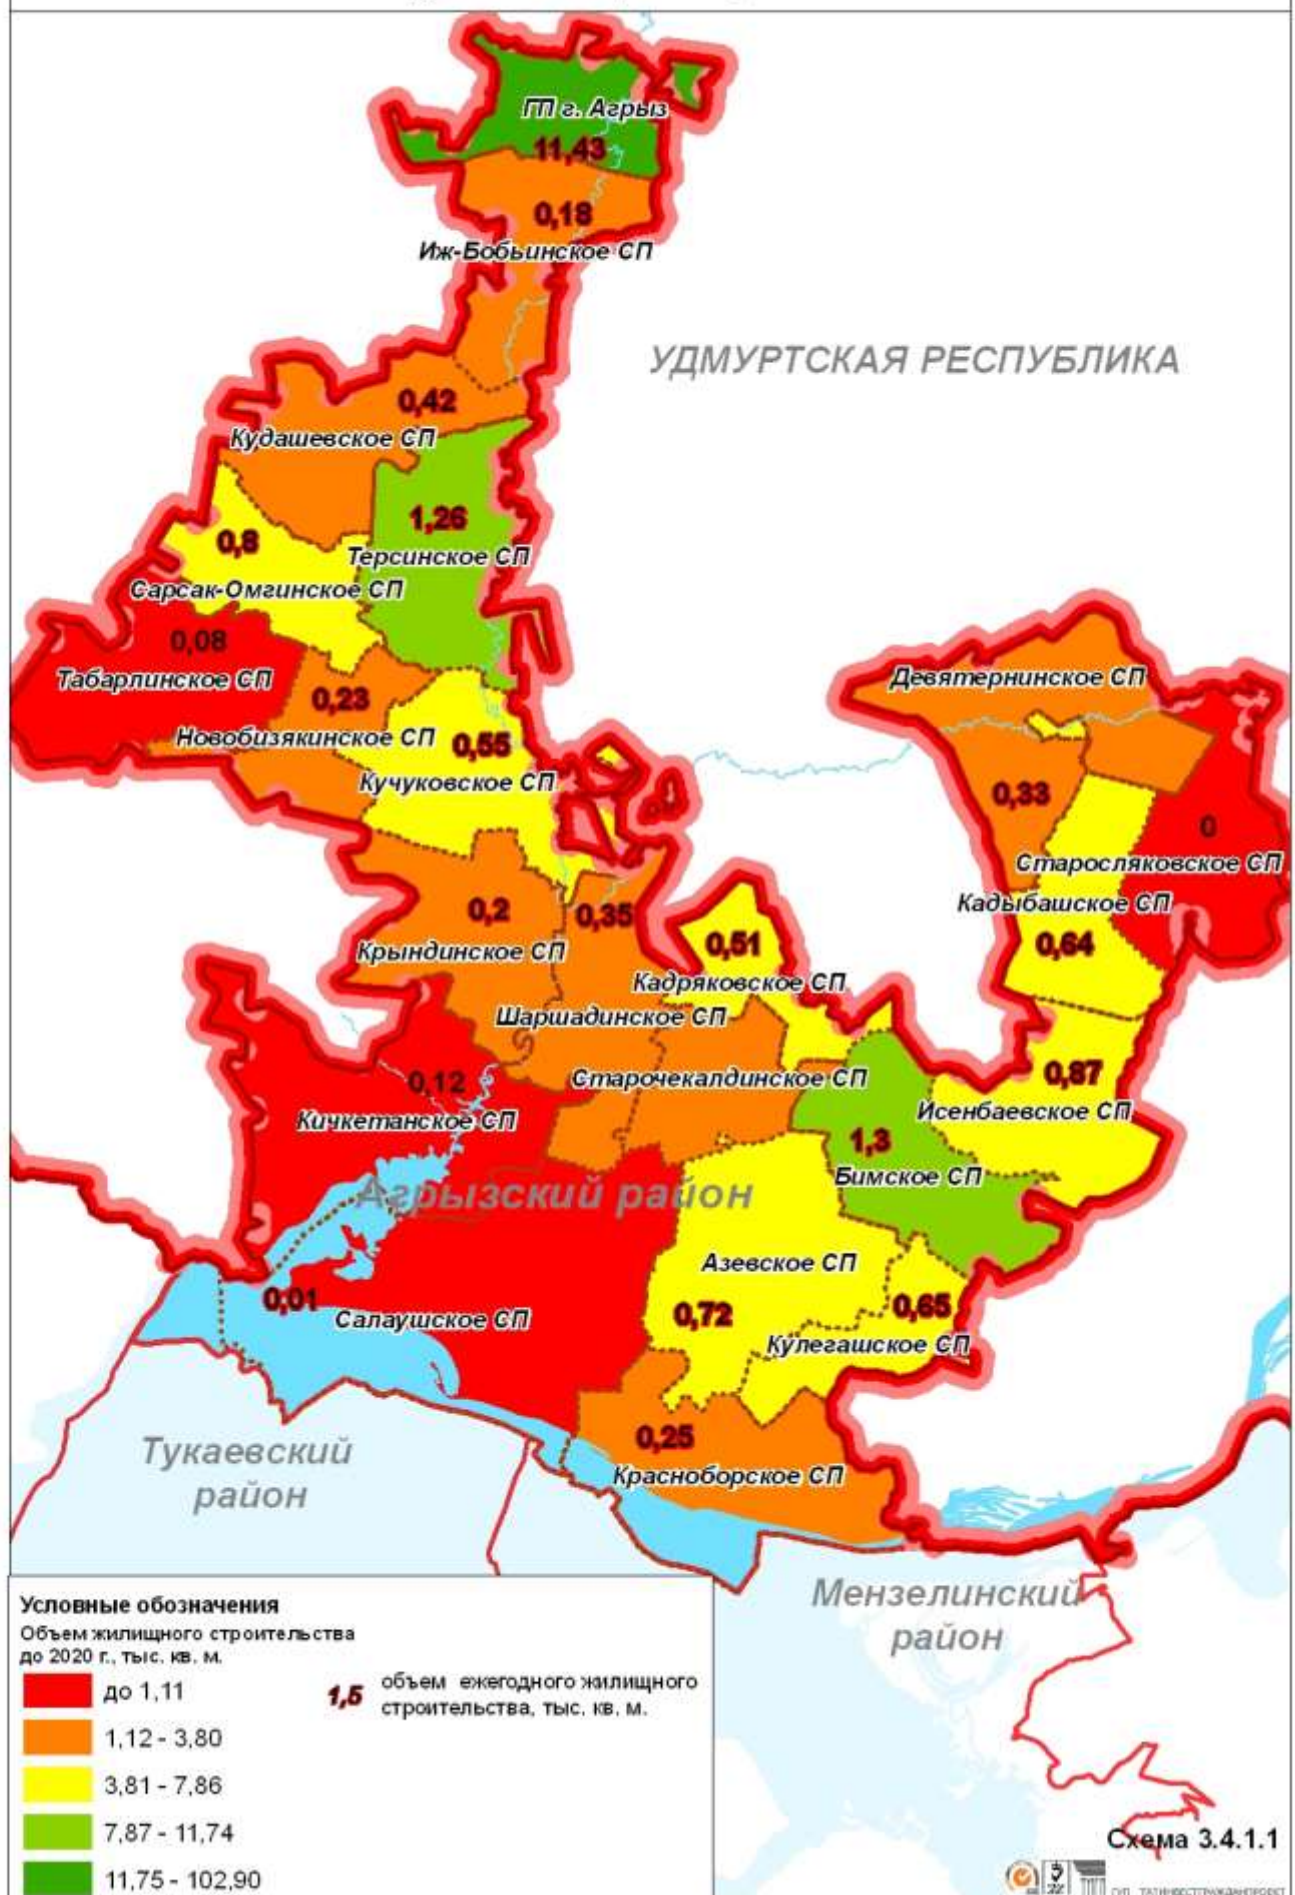 ГП г. Агрыз
11,43
0,18
Иж-Бобьинское СП
УДМУРТСКАЯ РЕСПУБЛИКА
0,42
Кудашевское СП
1,26
Терсинское СП
0,8
Сарсак-Омгинское СП
0,08
Табарлинское СП
0,23
Новобизякинское СП
0,55
Кучуковское СП
Девятернинское СП
0,33
0
Старосляковское СП
Кадыбашское СП
0,64
0,2
0,35
Крындинское СП
0,51
Кадряковское СП
Шаршадинское СП
Старочекалдинское СП
0,87
Исенбаевское СП
0,12
Кичкетанское СП
1,3
Бимское СП
Агрызский район
Азевское СП
0,72
0,65
Кулегашское СП
0,01
Салаушское СП
0,25
Красноборское СП
Тукаевский
район
Мензелинский
район
Условные обозначения
Объем жилищного строительства
до 2020 г., тыс. кв. м.
до 1,11
1,12 - 3,80
3,81 - 7,86
7,87 - 11,74
11,75 - 102,90
1,5 объем ежегодного жилищного
строительства, тыс. кв. м.
Схема 3.4.1.1
ГУП ТАТИНВЕСТГРАЖДАНПРОЕКТ